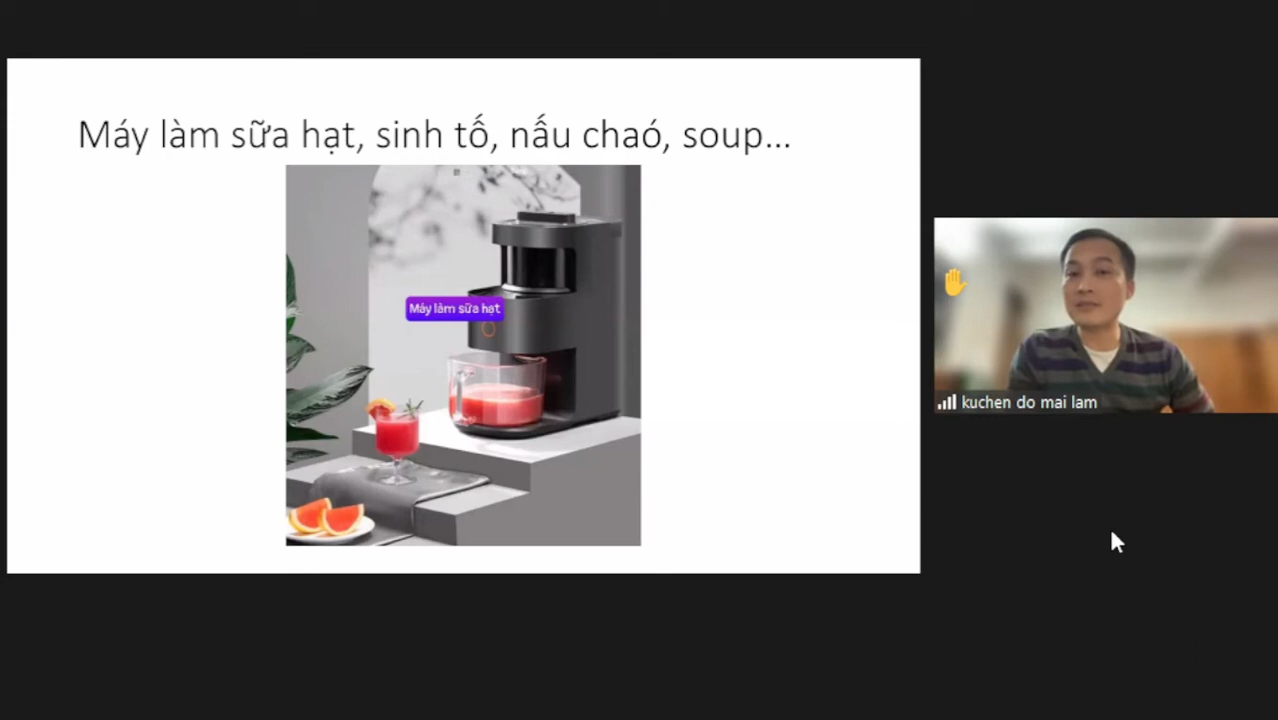 Máy làm sữa hạt, sinh tố, nấu chaó, soup...
Máy làm sữa hạt
kuchen do mai lam